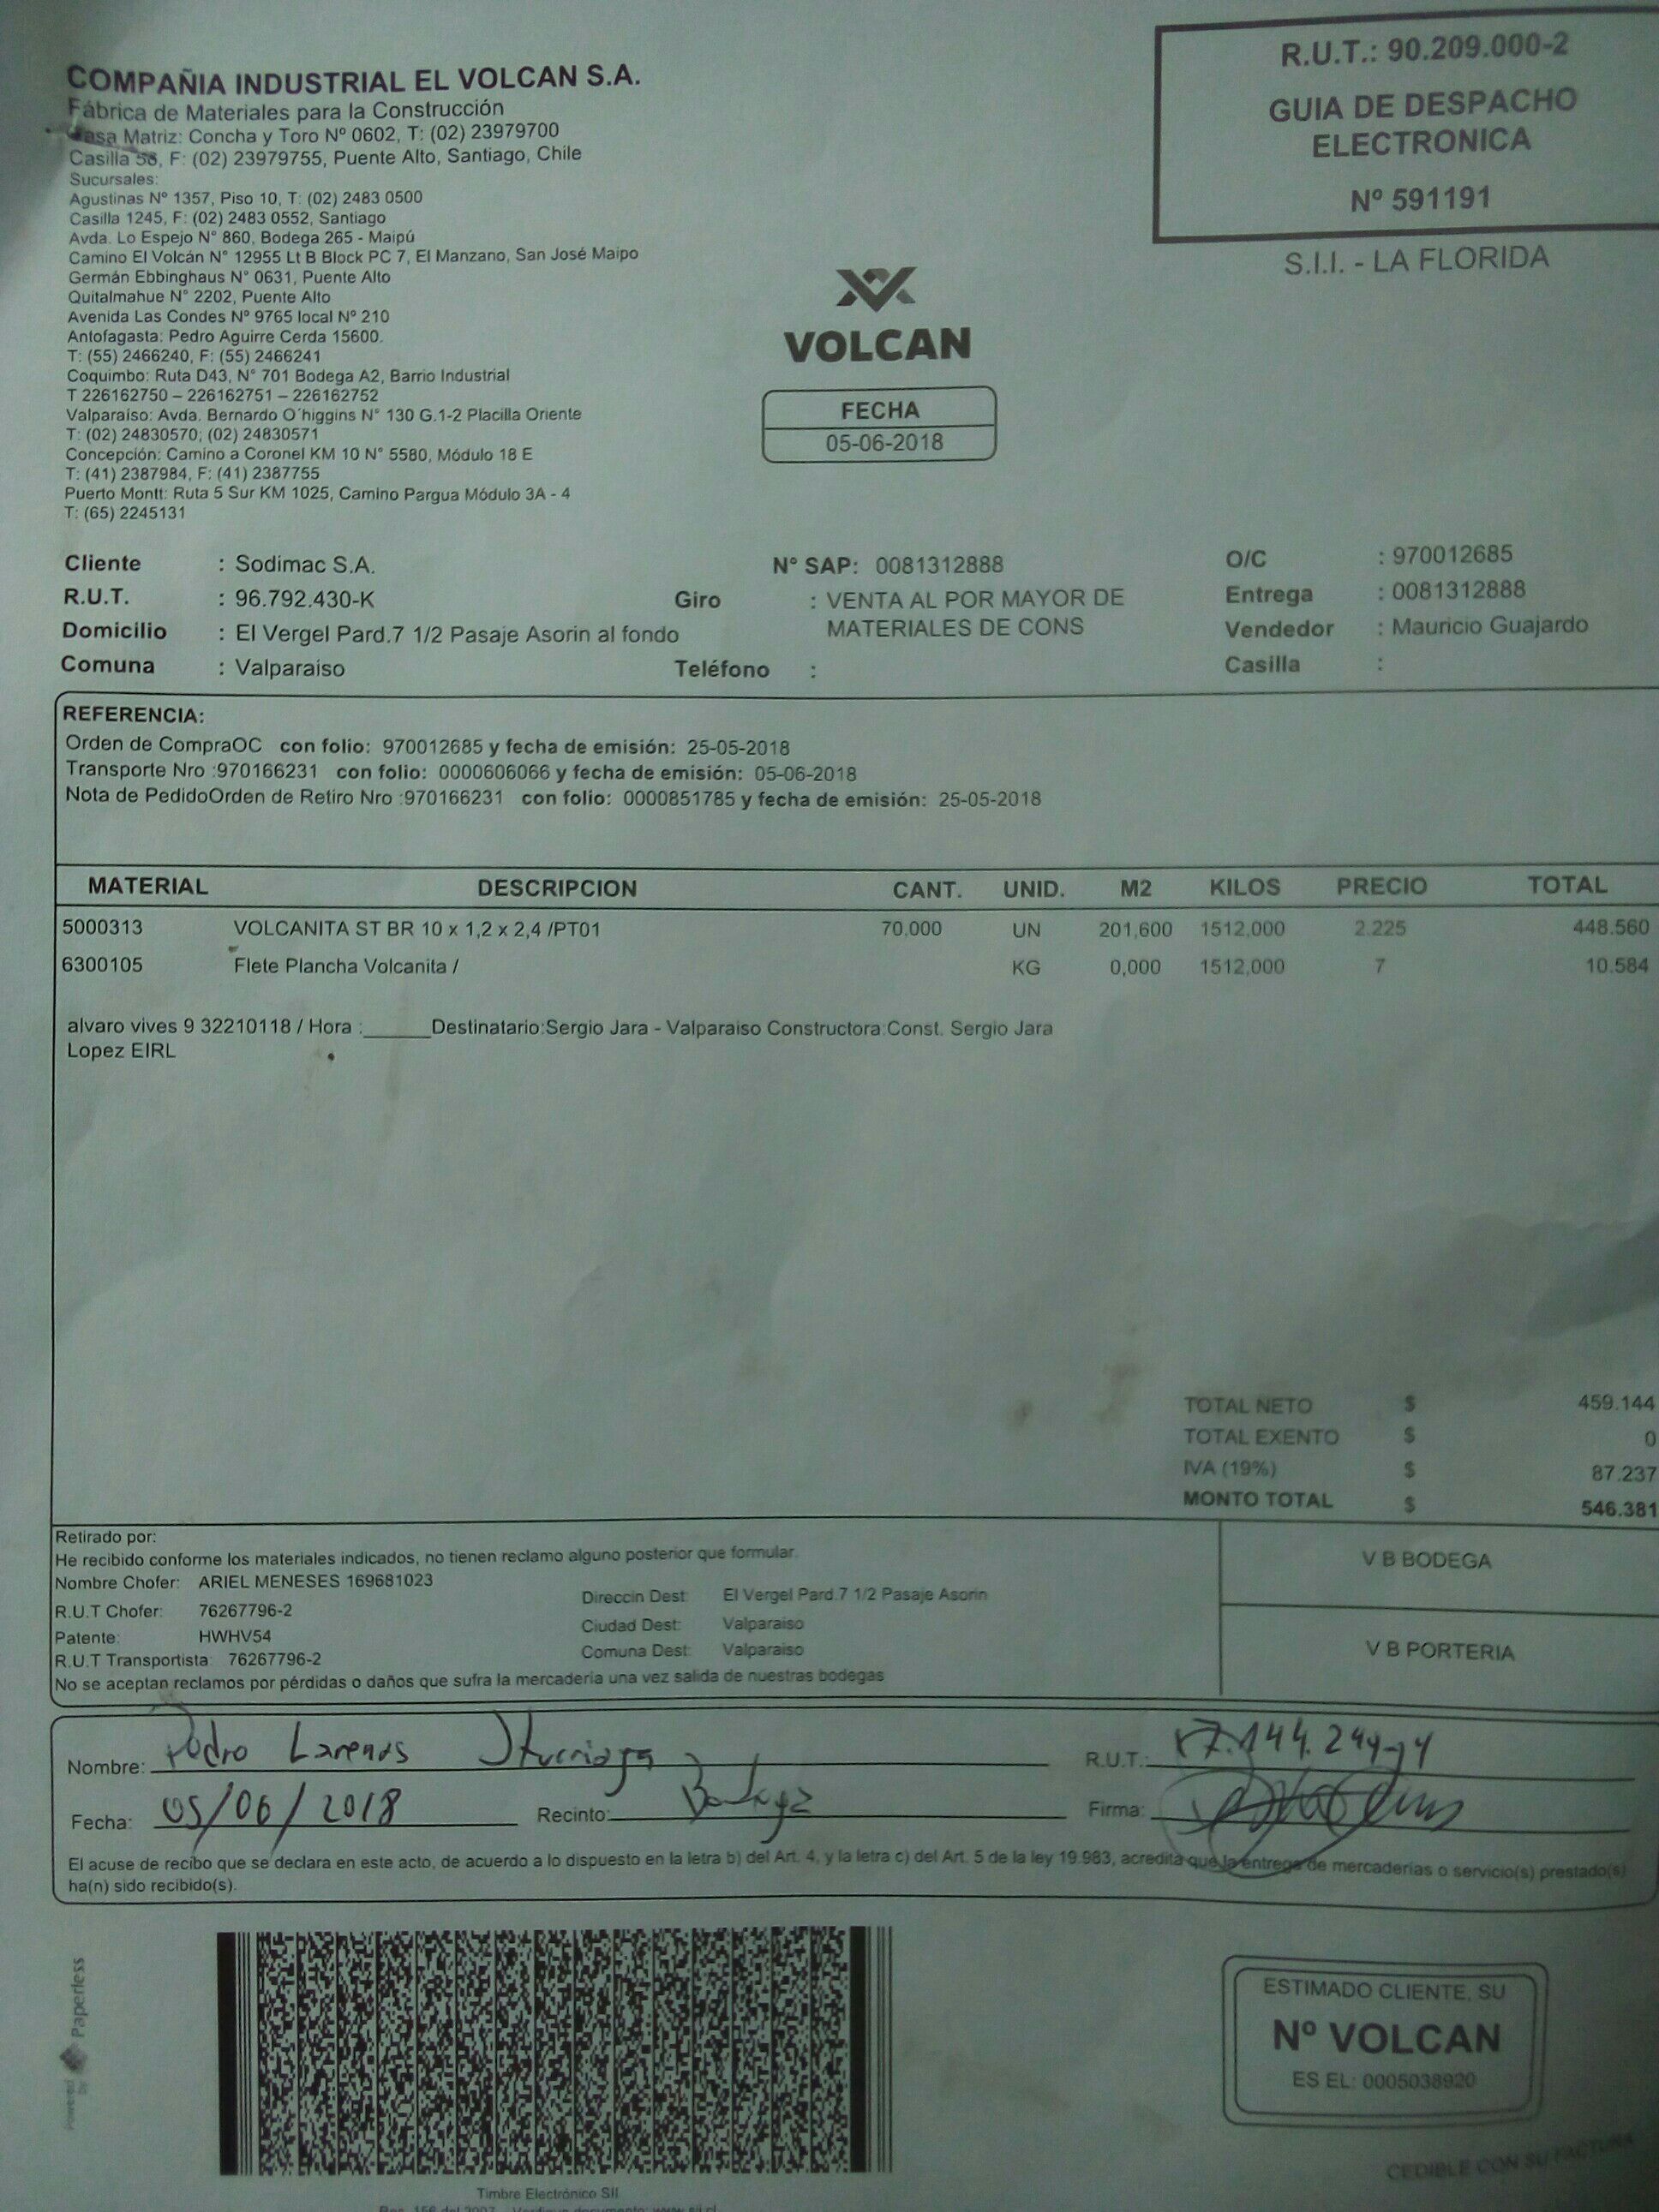 COMPAÑIA INDUSTRIAL EL VOLCAN S.A.
Fábrica de Materiales para la Construcción
Casa Matriz: Concha y Toro Nº 0602, T: (02) 23979700
Casilla 58, F: (02) 23979755, Puente Alto, Santiago, Chile
Sucursales:
Agustinas Nº 1357, Piso 10, T: (02) 2483 0500
Casilla 1245, F: (02) 2483 0552, Santiago
Avda. Lo Espejo N° 860, Bodega 265 - Maipú
Camino El Volcán N° 12955 Lt B Block PC 7, El Manzano, San José Maipo
Germán Ebbinghaus N° 0631, Puente Alto
Quitalmahue N° 2202, Puente Alto
Avenida Las Condes Nº 9765 local Nº 210
Antofagasta: Pedro Aguirre Cerda 15600.
T: (55) 2466240, F: (55) 2466241
Coquimbo: Ruta D43, N° 701 Bodega A2, Barrio Industrial
T 226162750 – 226162751 – 226162752
Valparaíso: Avda. Bernardo O´higgins N° 130 G.1-2 Placilla Oriente
T: (02) 24830570; (02) 24830571
Concepción: Camino a Coronel KM 10 N° 5580, Módulo 18 E
T: (41) 2387984, F: (41) 2387755
Puerto Montt: Ruta 5 Sur KM 1025, Camino Pargua Módulo 3A - 4
T: (65) 2245131
R.U.T.: 90.209.000-2
GUIA DE DESPACHO
ELECTRONICA
Nº 591191
S.I.I. - LA FLORIDA
VOLCAN
FECHA
05-06-2018
Cliente : Sodimac S.A. N° SAP: 0081312888 O/C : 970012685
R.U.T. : 96.792.430-K Giro : VENTA AL POR MAYOR DE Entrega : 0081312888
Domicilio : El Vergel Pard.7 1/2 Pasaje Asorin al fondo MATERIALES DE CONS Vendedor : Mauricio Guajardo
Comuna : Valparaíso Teléfono : Casilla :
REFERENCIA:
Orden de CompraOC con folio: 970012685 y fecha de emisión: 25-05-2018
Transporte Nro :970166231 con folio: 0000606066 y fecha de emisión: 05-06-2018
Nota de PedidoOrden de Retiro Nro :970166231 con folio: 0000851785 y fecha de emisión: 25-05-2018
MATERIAL DESCRIPCION CANT. UNID. M2 KILOS PRECIO TOTAL
5000313 VOLCANITA ST BR 10 x 1,2 x 2,4 /PT01 70,000 UN 201,600 1512,000 2.225 448.560
6300105 Flete Plancha Volcanita / KG 0,000 1512,000 7 10.584
alvaro vives 9 32210118 / Hora :______Destinatario:Sergio Jara - Valparaiso Constructora:Const. Sergio Jara
Lopez EIRL
TOTAL NETO $ 459.144
TOTAL EXENTO $ 0
IVA (19%) $ 87.237
MONTO TOTAL $ 546.381
Retirado por:
He recibido conforme los materiales indicados, no tienen reclamo alguno posterior que formular.
Nombre Chofer: ARIEL MENESES 169681023
R.U.T Chofer: 76267796-2
Patente: HWHV54
R.U.T Transportista: 76267796-2
Direccin Dest: El Vergel Pard.7 1/2 Pasaje Asorin
Ciudad Dest: Valparaiso
Comuna Dest: Valparaiso
No se aceptan reclamos por pérdidas o daños que sufra la mercadería una vez salida de nuestras bodegas
V B BODEGA
V B PORTERIA
Nombre: Pedro Larenas Iturriaga R.U.T.:
Fecha: 05/06/2018 Recinto: Bodega Firma:
El acuse de recibo que se declara en este acto, de acuerdo a lo dispuesto en la letra b) del Art. 4, y la letra c) del Art. 5 de la ley 19.983, acredita que la entrega de mercaderías o servicio(s) prestado(s)
ha(n) sido recibido(s).
Powered by Paperless
Timbre Electrónico SII
Res. 156 del 2007 Verifique documento: www.sii.cl
ESTIMADO CLIENTE, SU
Nº VOLCAN
ES EL: 0005038920
CEDIBLE CON SU FACTURA